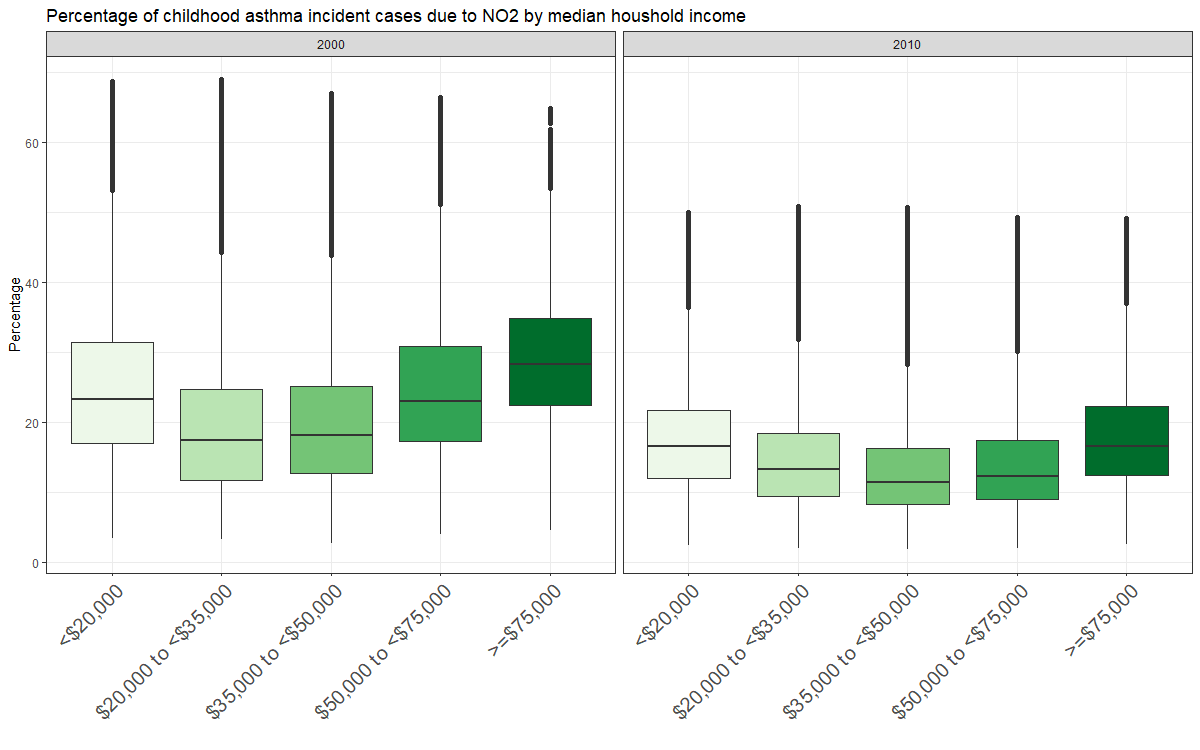 Percentage of childhood asthma incident cases due to NO2 by median houshold income
2000
2010
Percentage
60
40
20
0
<$20,000
$20,000 to <$35,000
$35,000 to <$50,000
$50,000 to <$75,000
>=$75,000
<$20,000
$20,000 to <$35,000
$35,000 to <$50,000
$50,000 to <$75,000
>=$75,000